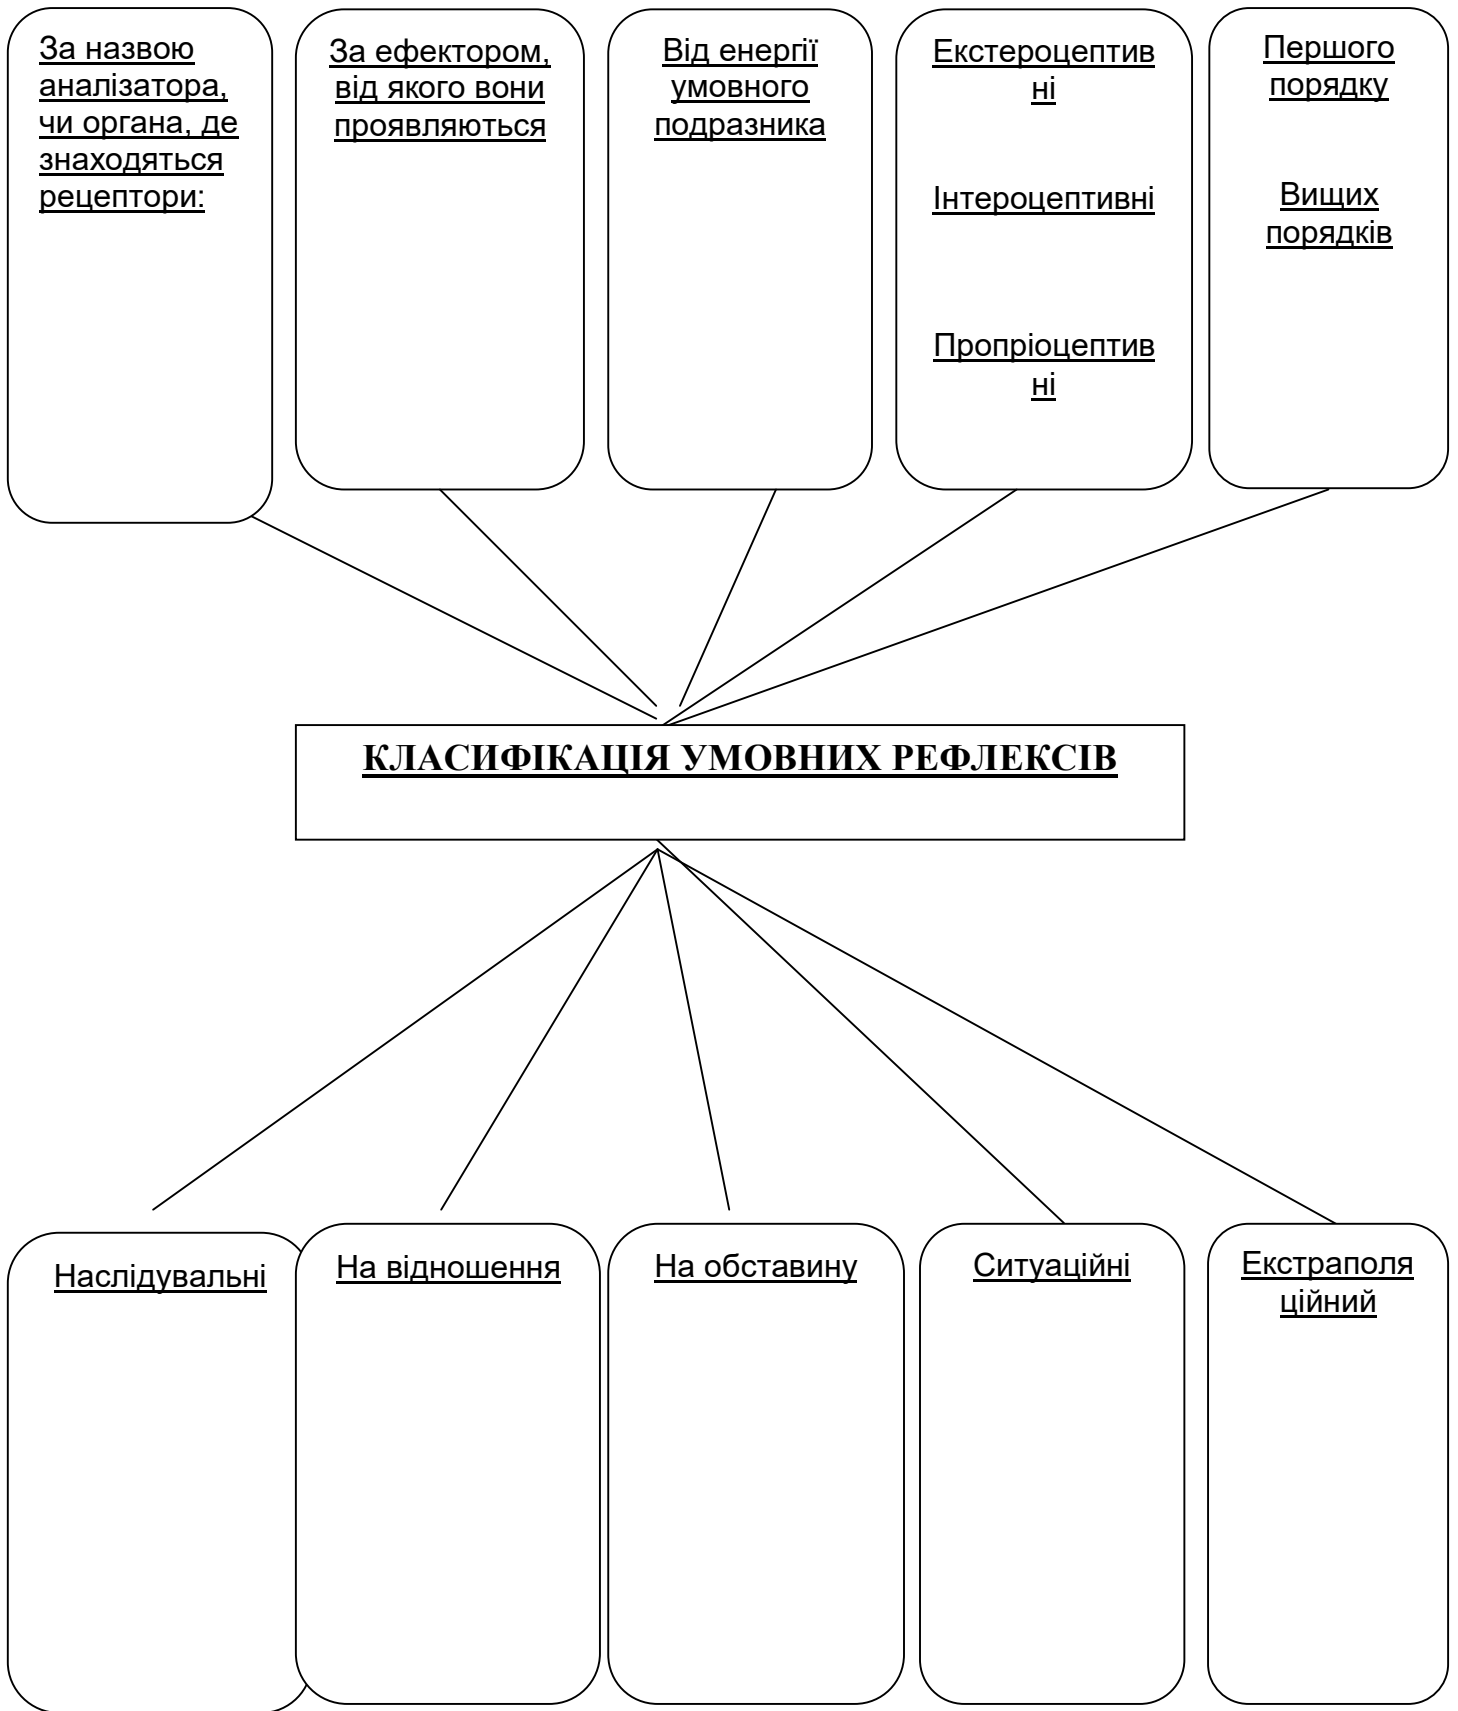 За назвою
аналізатора,
чи органа, де
знаходяться
рецептори:
За ефектором,
від якого вони
проявляються
Від енергії
умовного
подразника
Екстероцептив
ні
Інтероцептивні
Пропріоцептив
ні
Першого
порядку
Вищих
порядків
КЛАСИФІКАЦІЯ УМОВНИХ РЕФЛЕКСІВ
Наслідувальні
На відношення
На обставину
Ситуаційні
Екстраполя
ційний